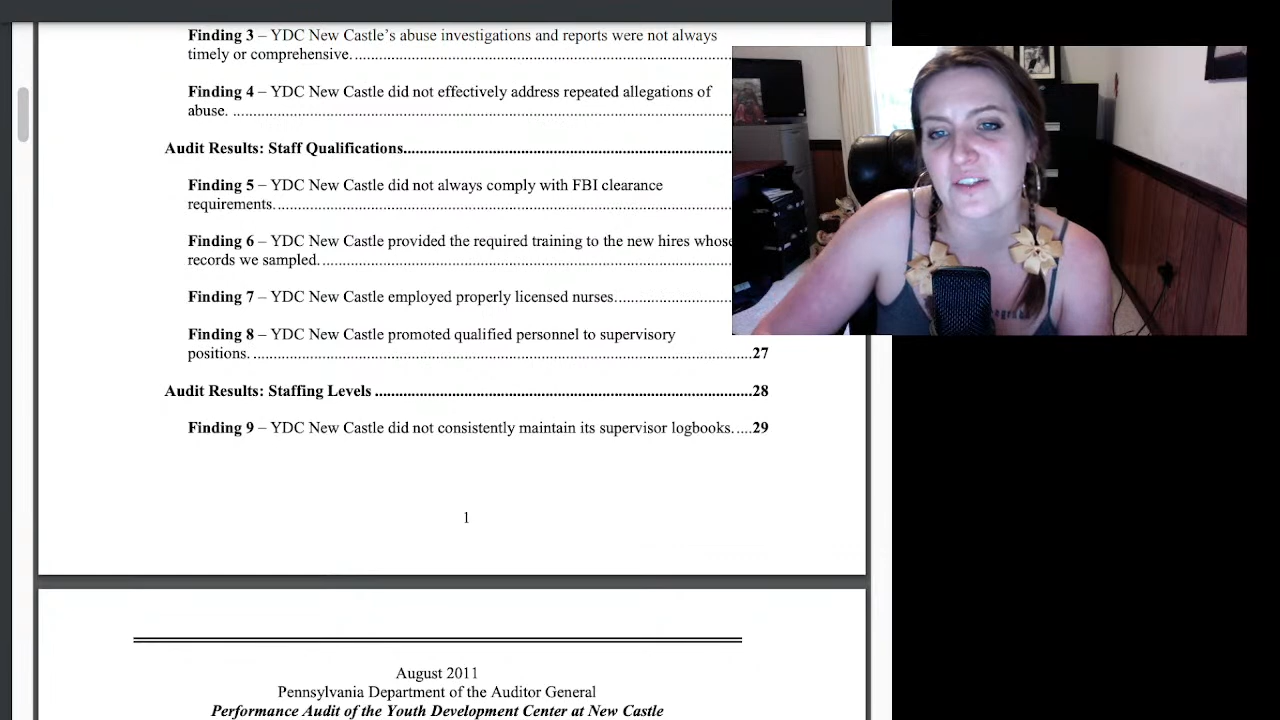 Finding 3 – YDC New Castle’s abuse investigations and reports were not always
timely or comprehensive.
Finding 4 – YDC New Castle did not effectively address repeated allegations of
abuse.
Audit Results: Staff Qualifications
Finding 5 – YDC New Castle did not always comply with FBI clearance
requirements.
Finding 6 – YDC New Castle provided the required training to the new hires whose
records we sampled.
Finding 7 – YDC New Castle employed properly licensed nurses.
Finding 8 – YDC New Castle promoted qualified personnel to supervisory
positions. 27
Audit Results: Staffing Levels 28
Finding 9 – YDC New Castle did not consistently maintain its supervisor logbooks. 29
1
August 2011
Pennsylvania Department of the Auditor General
Performance Audit of the Youth Development Center at New Castle